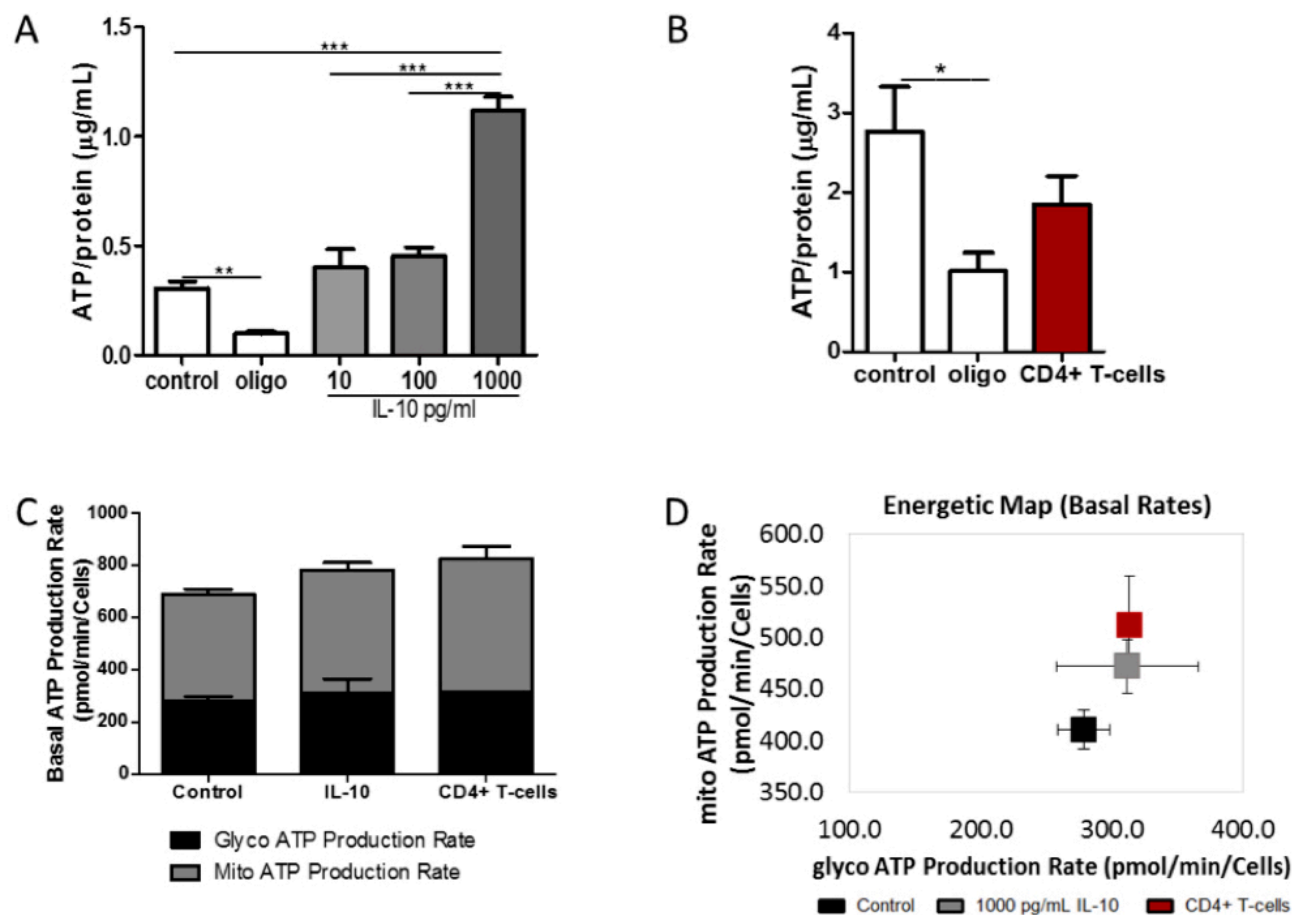 A
ATP/protein (μg/mL)
1.5
1.0
0.5
0.0
***
***
***
**
control oligo 10 100 1000
IL-10 pg/ml
B
ATP/protein (μg/mL)
4
3
2
1
0
*
control oligo CD4+ T-cells
C
Basal ATP Production Rate
(pmol/min/Cells)
1000
800
600
400
200
0
Control IL-10 CD4+ T-cells
Glyco ATP Production Rate
Mito ATP Production Rate
D
Energetic Map (Basal Rates)
mito ATP Production Rate
(pmol/min/Cells)
600.0
550.0
500.0
450.0
400.0
350.0
100.0 200.0 300.0 400.0
glyco ATP Production Rate (pmol/min/Cells)
Control 1000 pg/mL IL-10 CD4+ T-cells